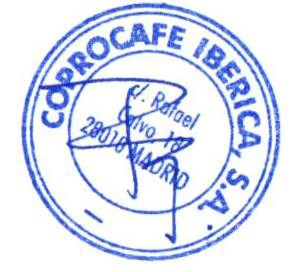 COPROCAFE IBERICA, S.A.
c/. Rafael
Calvo 18
28010 MADRID